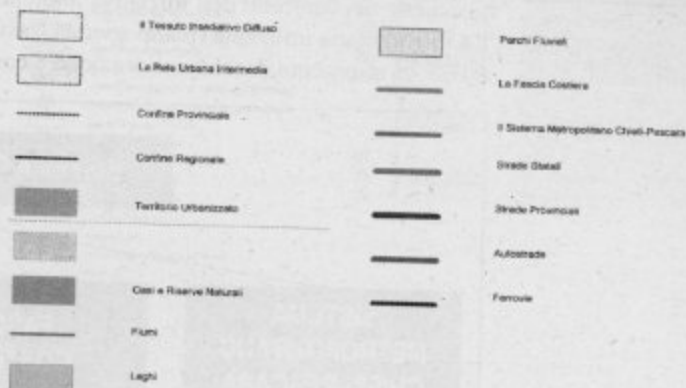 Il Tessuto Insediativo Diffuso
La Rete Urbana Intermedia
Confine Provinciale
Confine Regionale
Territorio Urbanizzato
Oasi e Riserve Naturali
Fiumi
Laghi
Parchi Fluviali
La Fascia Costiera
Il Sistema Metropolitano Chieti-Pescara
Strade Statali
Strade Provinciali
Autostrade
Ferrovie